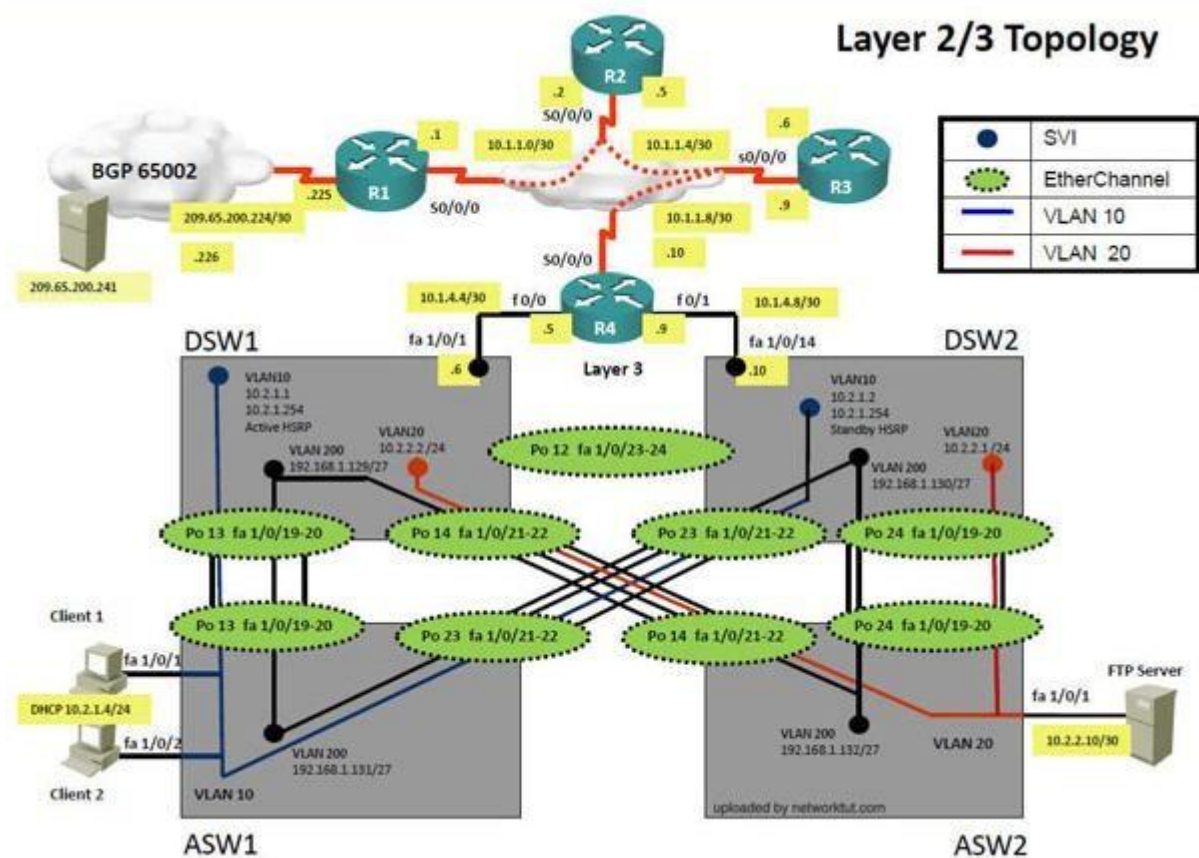 Layer 2/3 Topology
R2
.2
.5
S0/0/0
.1
10.1.1.0/30
10.1.1.4/30
.6
s0/0/0
R3
.9
BGP 65002
R1
.225
S0/0/0
209.65.200.224/30
.226
209.65.200.241
10.1.1.8/30
.10
S0/0/0
SVI
EtherChannel
VLAN 10
VLAN 20
10.1.4.4/30
f 0/0
f 0/1
10.1.4.8/30
.5
R4
.9
DSW1
fa 1/0/1
.6
Layer 3
fa 1/0/14
.10
DSW2
VLAN10
10.2.1.1
10.2.1.254
Active HSRP
VLAN 200
192.168.1.129/27
VLAN20
10.2.2.2 /24
Po 12 fa 1/0/23-24
VLAN10
10.2.1.2
10.2.1.254
Standby HSRP
VLAN20
10.2.2.1 /24
VLAN 200
192.168.1.130/27
Po 13 fa 1/0/19-20
Po 14 fa 1/0/21-22
Po 23 fa 1/0/21-22
Po 24 fa 1/0/19-20
Po 13 fa 1/0/19-20
Po 23 fa 1/0/21-22
Po 14 fa 1/0/21-22
Po 24 fa 1/0/19-20
Client 1
fa 1/0/1
DHCP 10.2.1.4/24
fa 1/0/2
Client 2
VLAN 200
192.168.1.131/27
VLAN 10
VLAN 200
192.168.1.132/27
VLAN 20
FTP Server
fa 1/0/1
10.2.2.10/30
uploaded by networktut.com
ASW1
ASW2